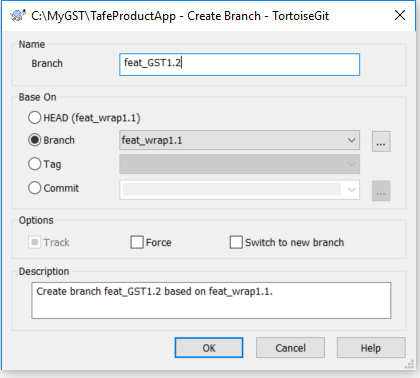 C:\MyGST\TafeProductApp - Create Branch - TortoiseGit
Name
Branch feat_GST1.2
Base On
HEAD (feat_wrap1.1)
Branch feat_wrap1.1 ...
Tag
Commit ...
Options
Track Force Switch to new branch
Description
Create branch feat_GST1.2 based on feat_wrap1.1.
OK Cancel Help